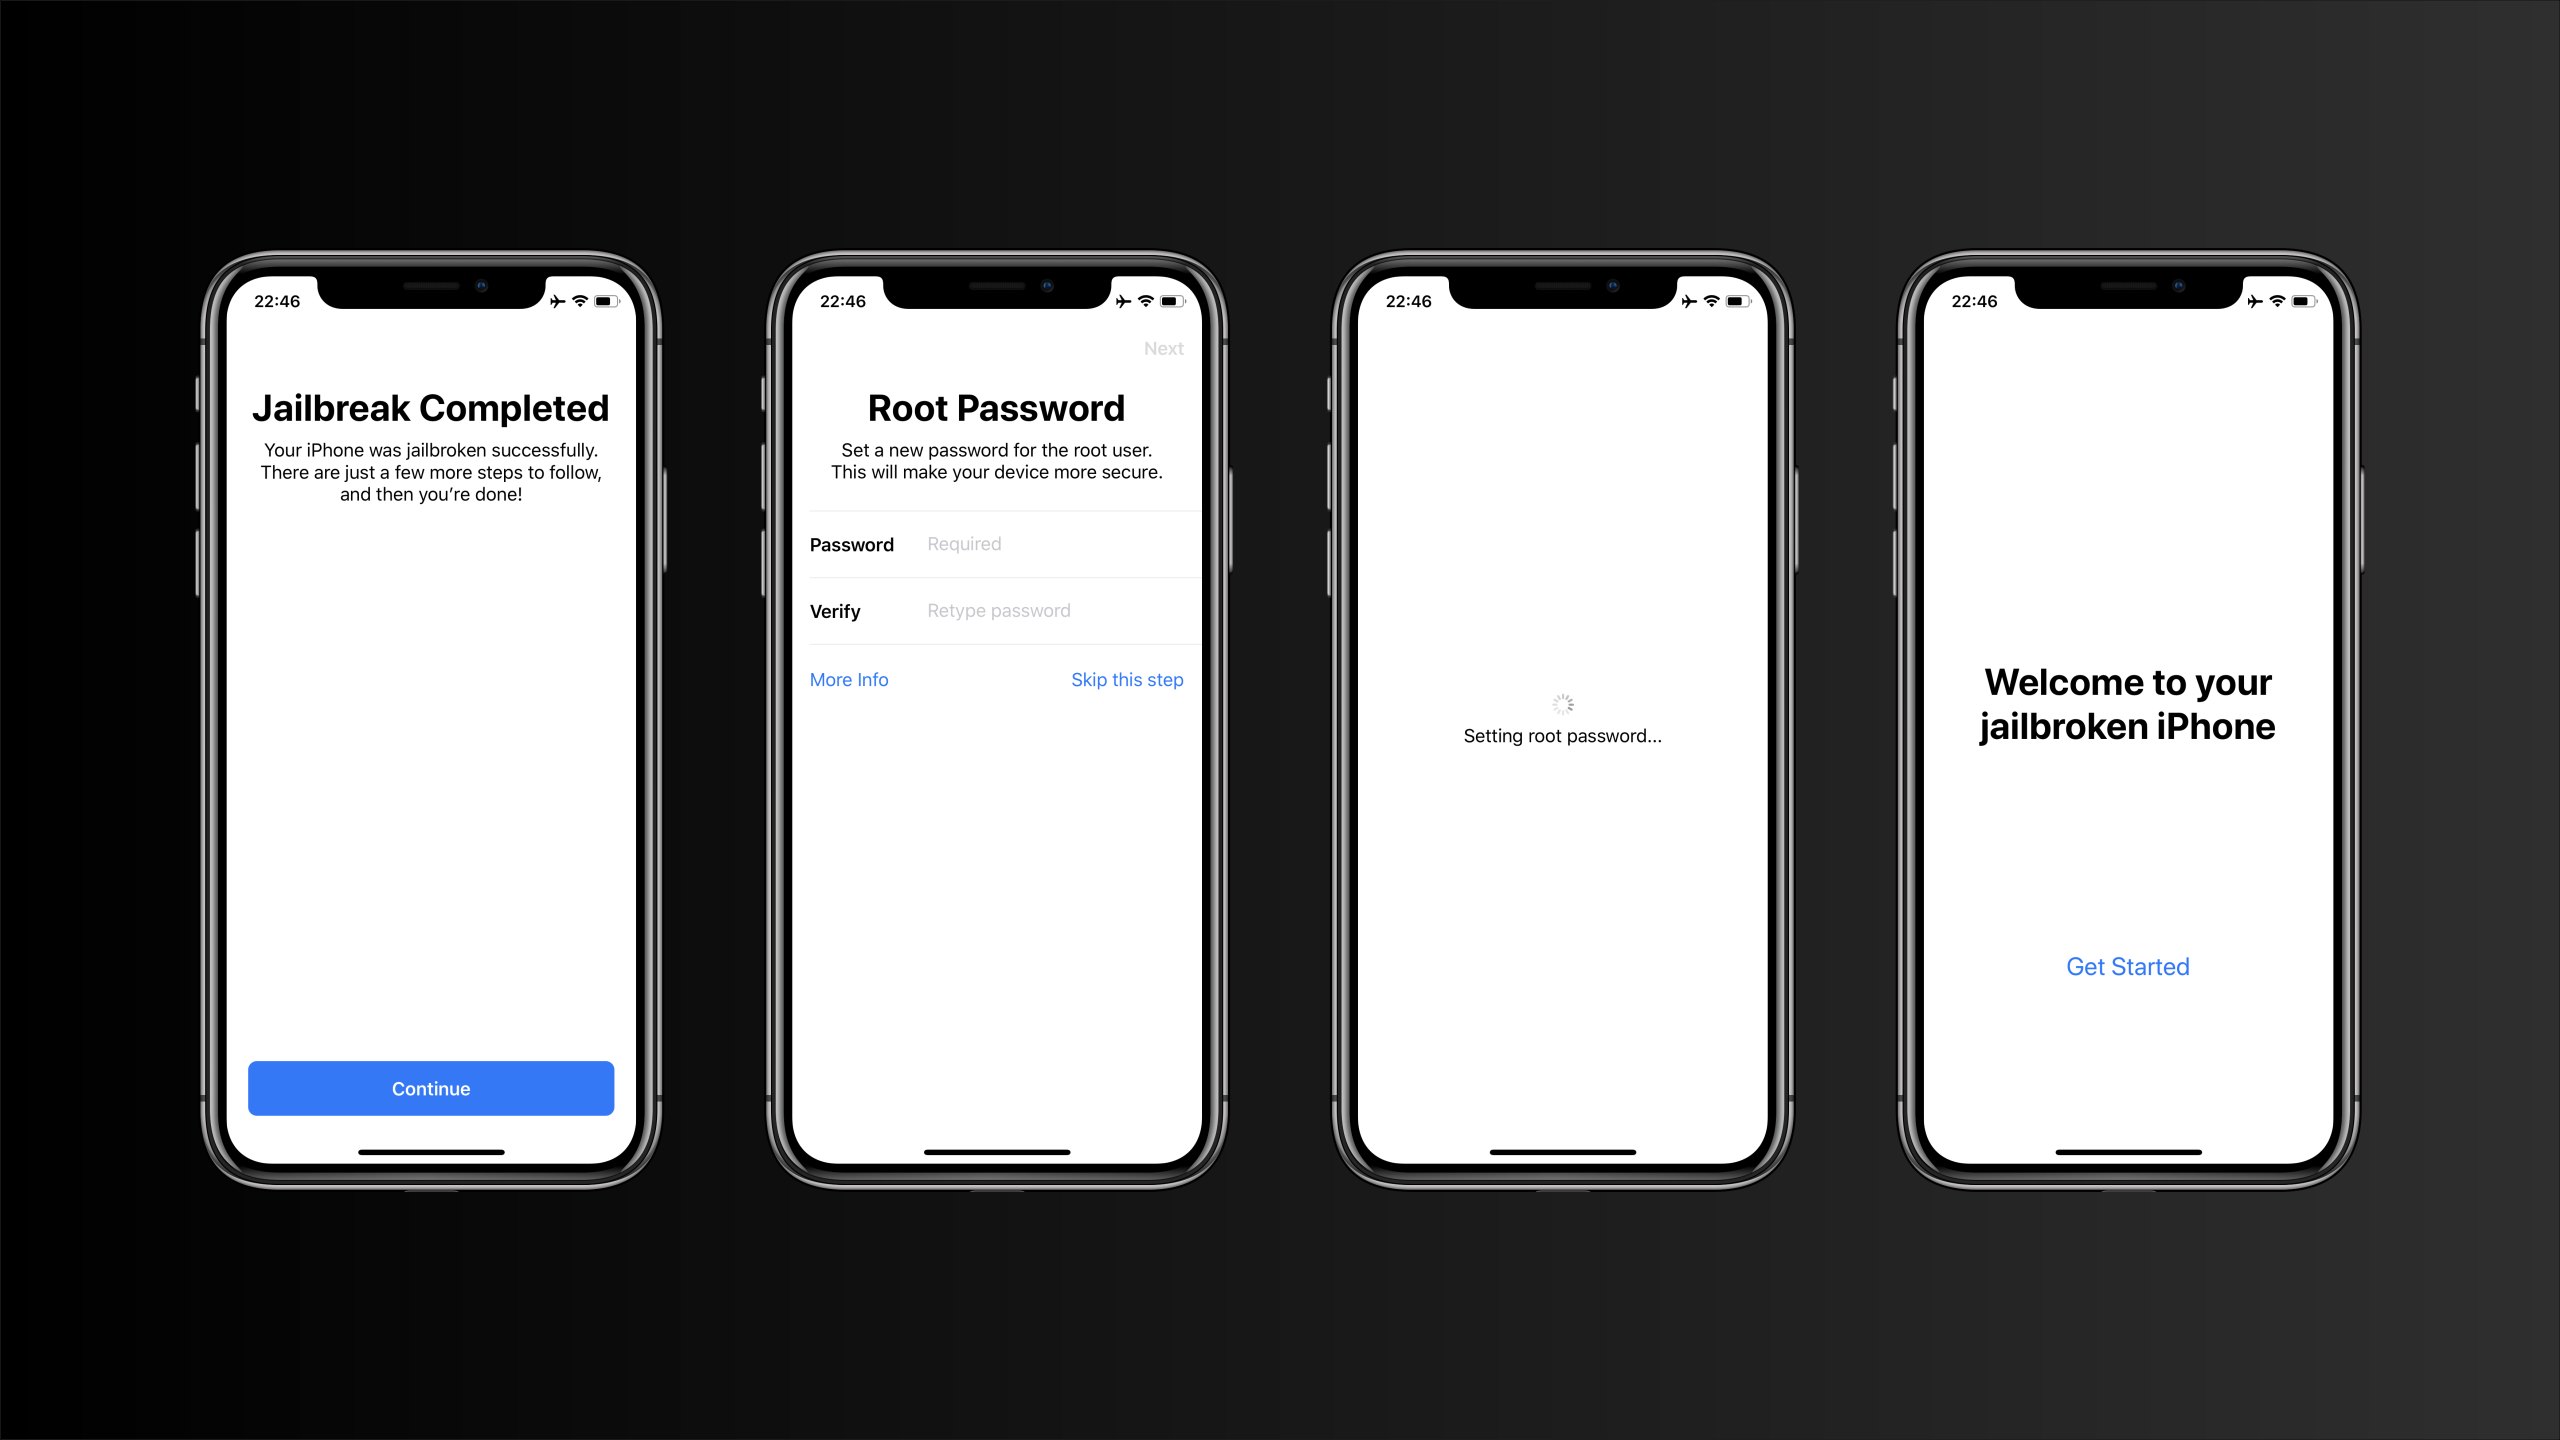 22:46
Jailbreak Completed
Your iPhone was jailbroken successfully.
There are just a few more steps to follow,
and then you’re done!
Continue
22:46
Next
Root Password
Set a new password for the root user.
This will make your device more secure.
Password Required
Verify Retype password
More Info Skip this step
22:46
Setting root password...
22:46
Welcome to your
jailbroken iPhone
Get Started